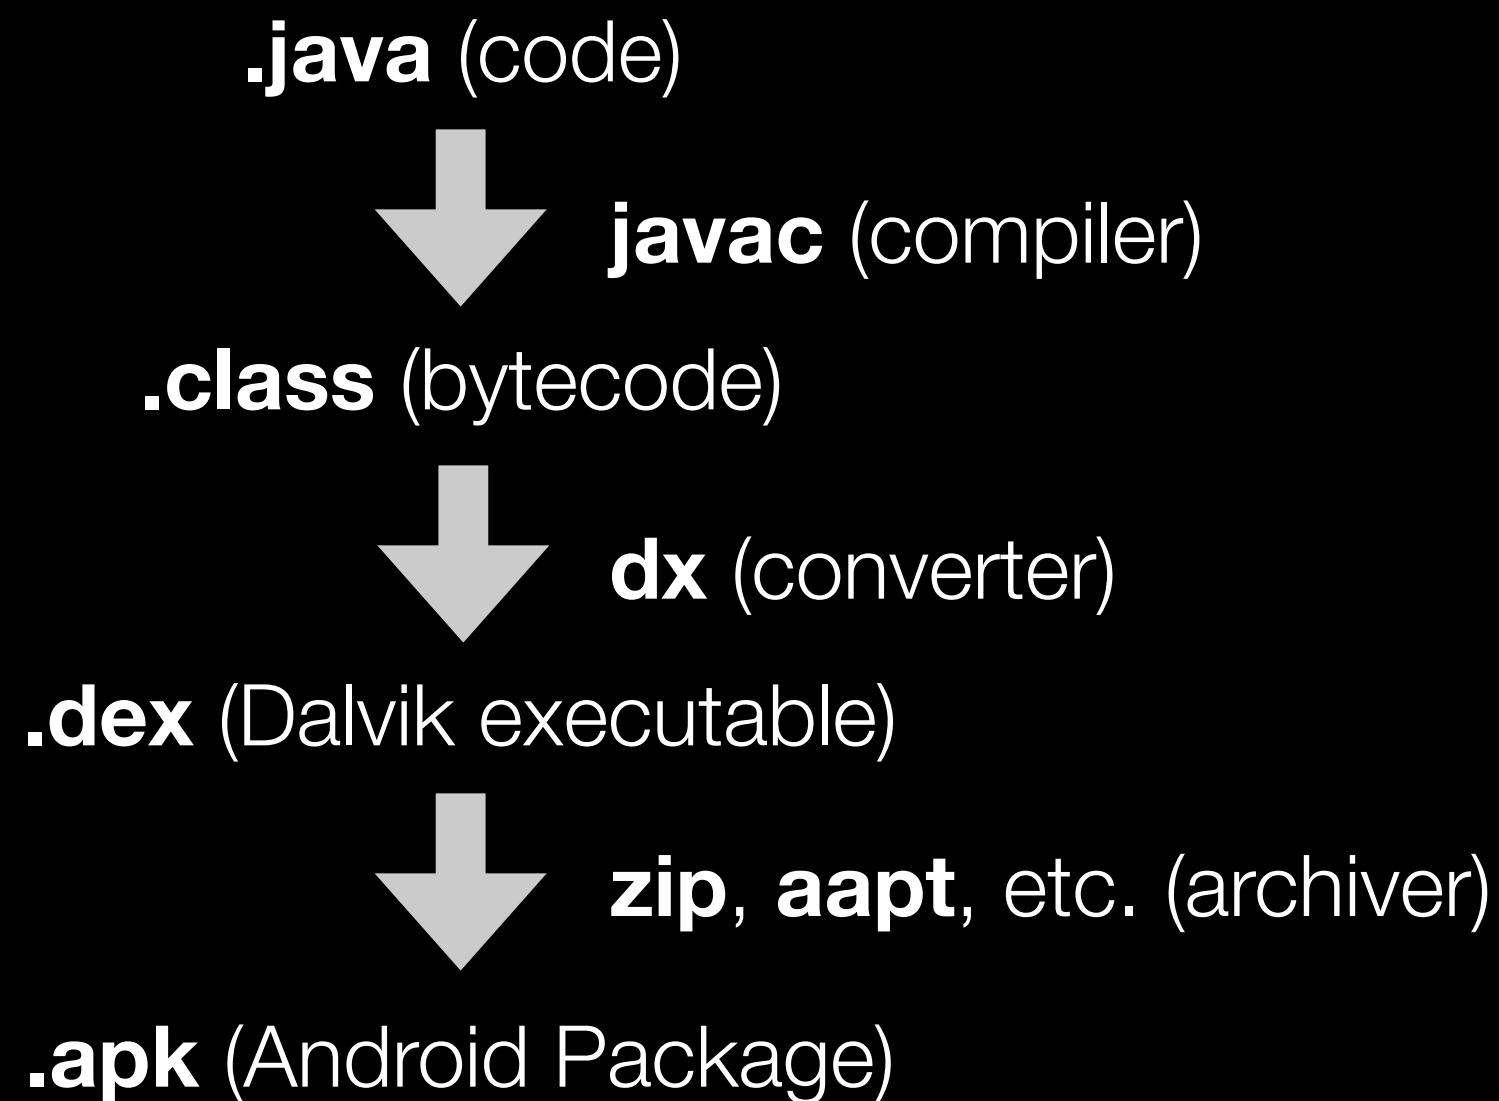 .java (code)
javac (compiler)
.class (bytecode)
dx (converter)
.dex (Dalvik executable)
zip, aapt, etc. (archiver)
.apk (Android Package)